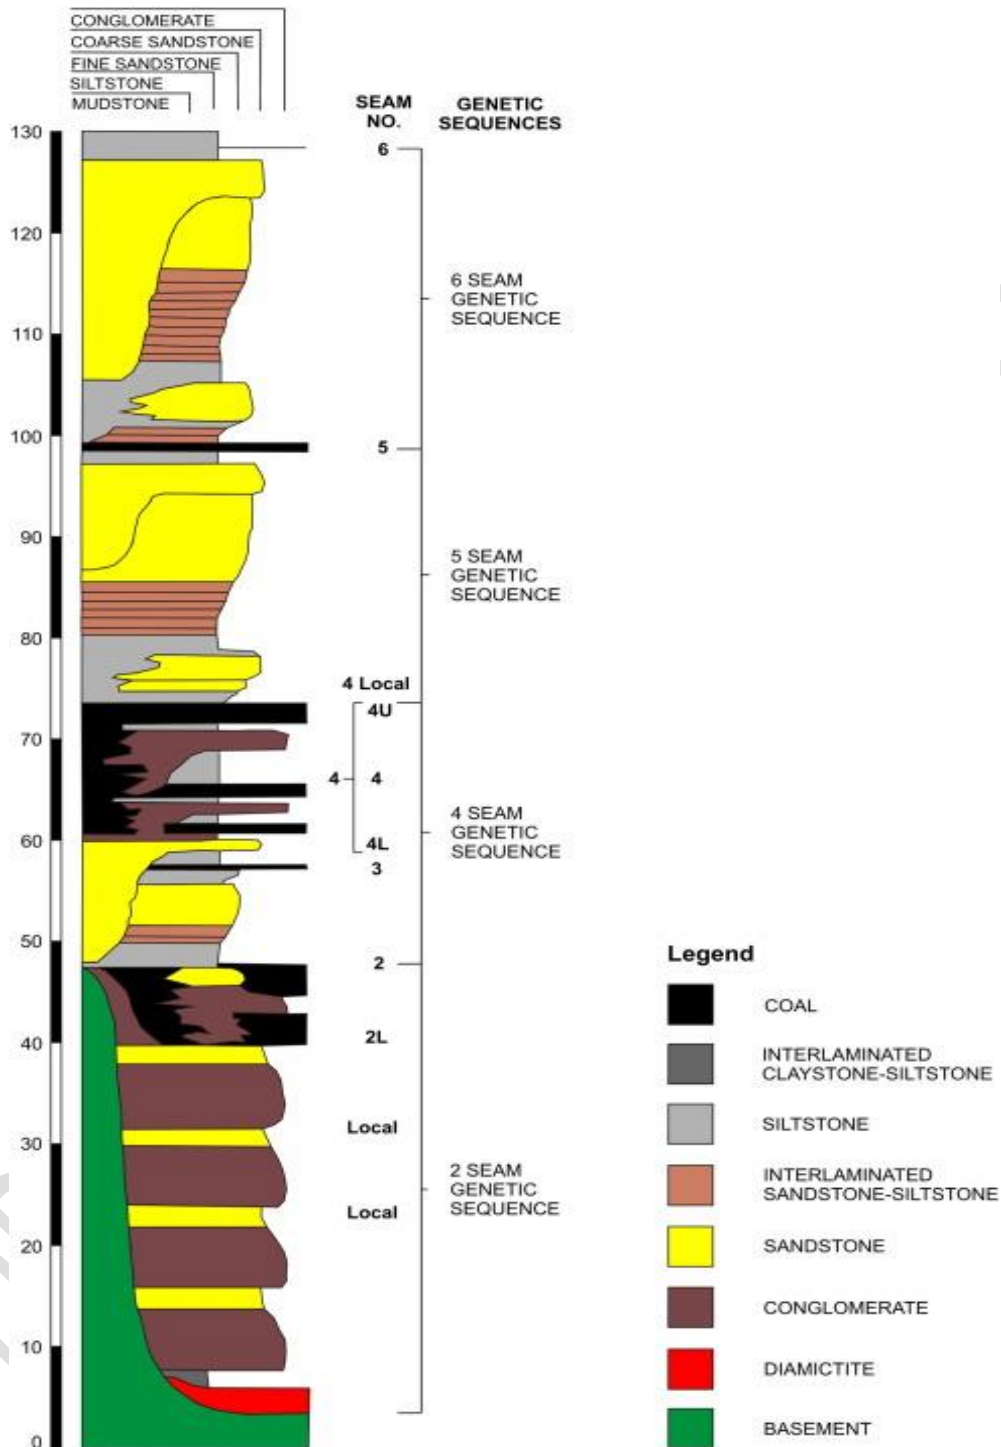 CONGLOMERATE
COARSE SANDSTONE
FINE SANDSTONE
SILTSTONE
MUDSTONE
SEAM
NO.
GENETIC
SEQUENCES
130
120
110
100
90
80
70
60
50
40
30
20
10
0
6
5
4 Local
4U
4
4
4L
3
2
2L
Local
Local
6 SEAM
GENETIC
SEQUENCE
5 SEAM
GENETIC
SEQUENCE
4 SEAM
GENETIC
SEQUENCE
2 SEAM
GENETIC
SEQUENCE
Legend
COAL
INTERLAMINATED
CLAYSTONE-SILTSTONE
SILTSTONE
INTERLAMINATED
SANDSTONE-SILTSTONE
SANDSTONE
CONGLOMERATE
DIAMICTITE
BASEMENT